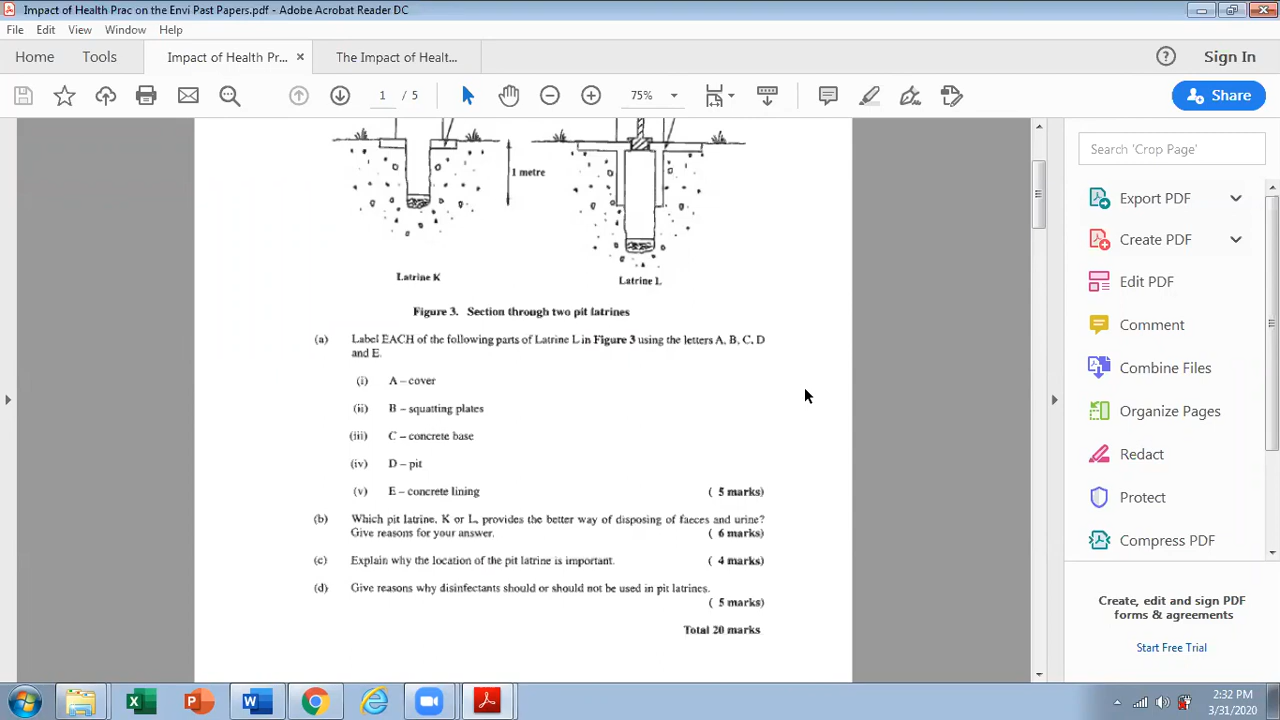 Impact of Health Prac on the Envi Past Papers.pdf - Adobe Acrobat Reader DC
File Edit View Window Help
Home Tools Impact of Health Pr... × The Impact of Healt... Sign In
1 / 5 75% Share
1 metre
Latrine K
Latrine L
Figure 3. Section through two pit latrines
(a) Label EACH of the following parts of Latrine L in Figure 3 using the letters A, B, C, D
and E.
(i) A – cover
(ii) B – squatting plates
(iii) C – concrete base
(iv) D – pit
(v) E – concrete lining ( 5 marks)
(b) Which pit latrine, K or L, provides the better way of disposing of faeces and urine?
Give reasons for your answer. ( 6 marks)
(c) Explain why the location of the pit latrine is important. ( 4 marks)
(d) Give reasons why disinfectants should or should not be used in pit latrines.
( 5 marks)
Total 20 marks
Search 'Crop Page'
Export PDF
Create PDF
Edit PDF
Comment
Combine Files
Organize Pages
Redact
Protect
Compress PDF
Create, edit and sign PDF
forms & agreements
Start Free Trial
2:32 PM
3/31/2020